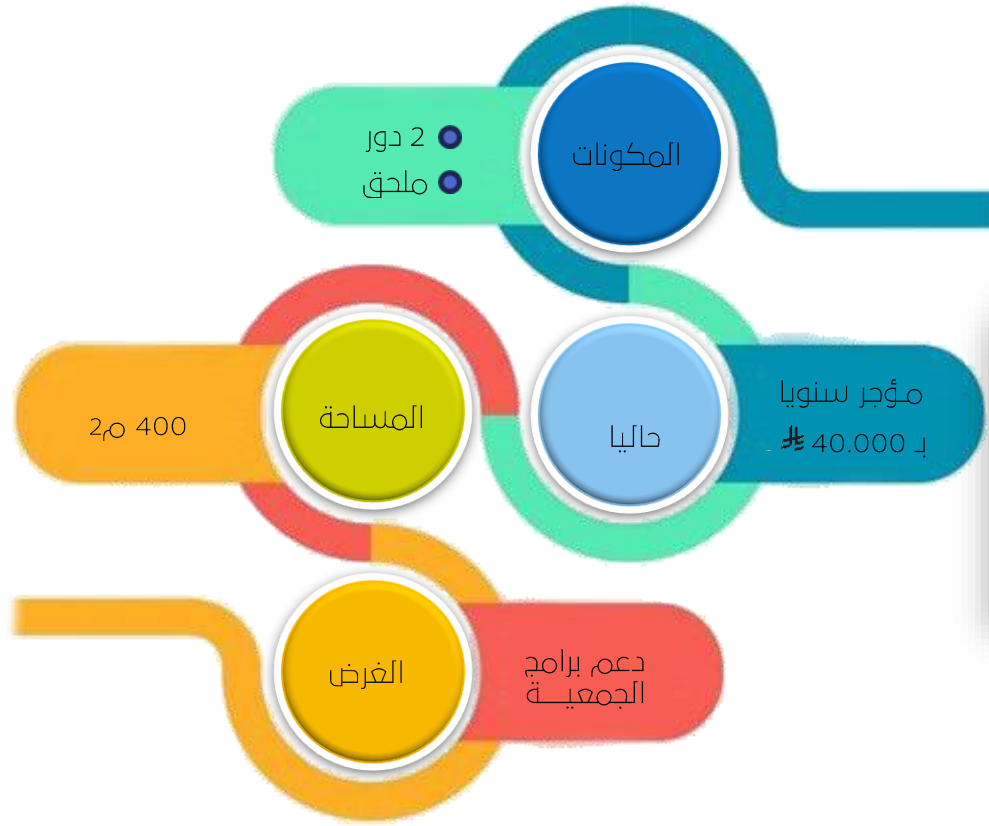 المكونات
2 دور
ملحق
حاليا
مؤجر سنويا
بـ 40.000 ⃁
المساحة
400 م2
الغرض
دعم برامج
الجمعيـــة